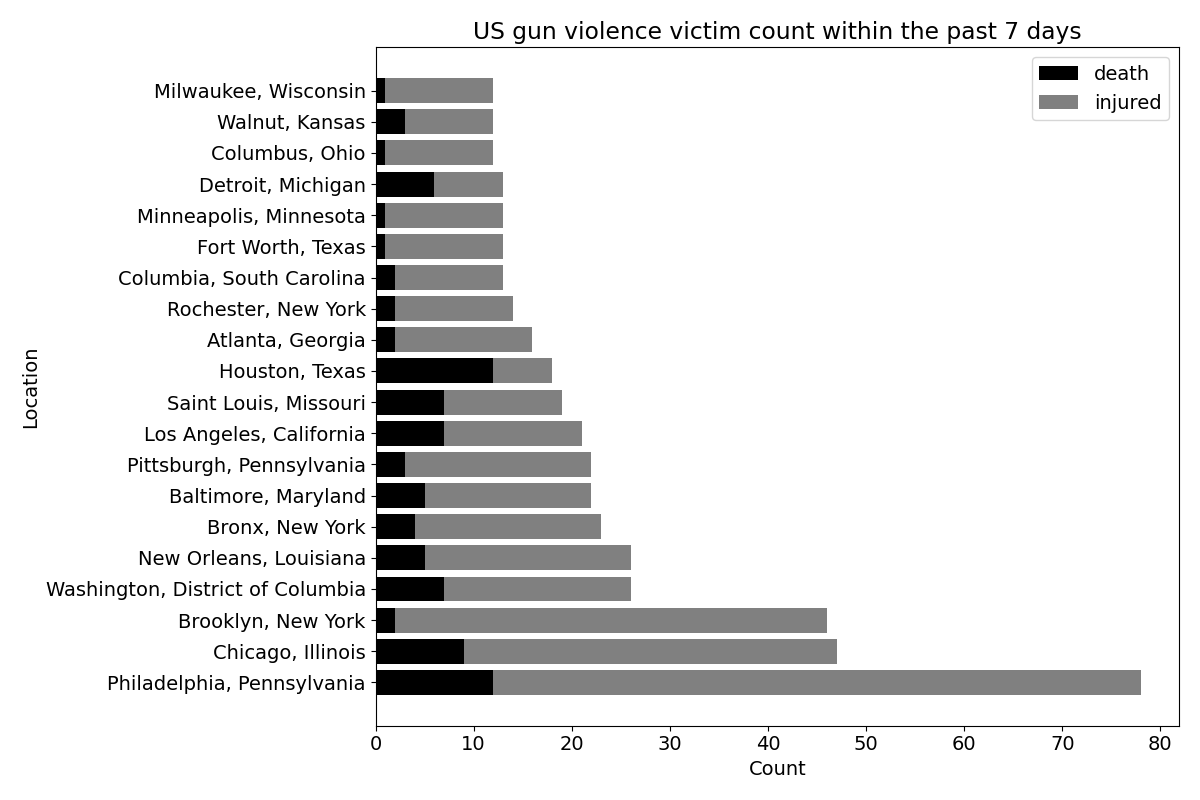 US gun violence victim count within the past 7 days
death
injured
Milwaukee, Wisconsin
Walnut, Kansas
Columbus, Ohio
Detroit, Michigan
Minneapolis, Minnesota
Fort Worth, Texas
Columbia, South Carolina
Rochester, New York
Atlanta, Georgia
Houston, Texas
Saint Louis, Missouri
Los Angeles, California
Pittsburgh, Pennsylvania
Baltimore, Maryland
Bronx, New York
New Orleans, Louisiana
Washington, District of Columbia
Brooklyn, New York
Chicago, Illinois
Philadelphia, Pennsylvania
Location
0 10 20 30 40 50 60 70 80
Count